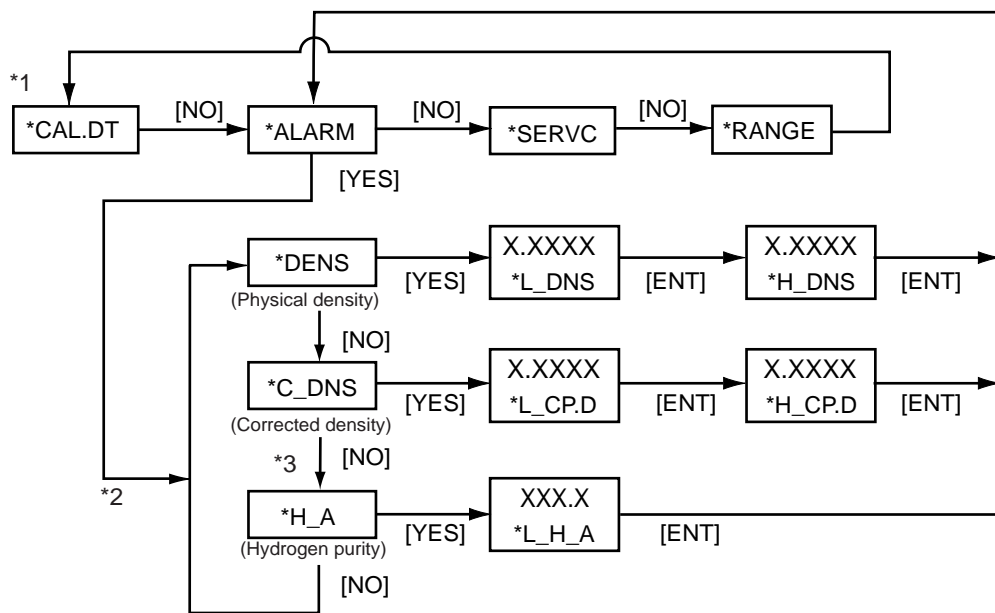 *1
[NO] [NO] [NO]
*CAL.DT *ALARM *SERVC *RANGE
[YES]
X.XXXX X.XXXX
*DENS *L_DNS *H_DNS
[YES] [ENT] [ENT]
(Physical density)
[NO]
X.XXXX X.XXXX
*C_DNS *L_CP.D *H_CP.D
[YES] [ENT] [ENT]
(Corrected density)
*3 [NO]
*2
XXX.X
*H_A *L_H_A
[YES] [ENT]
(Hydrogen purity)
[NO]